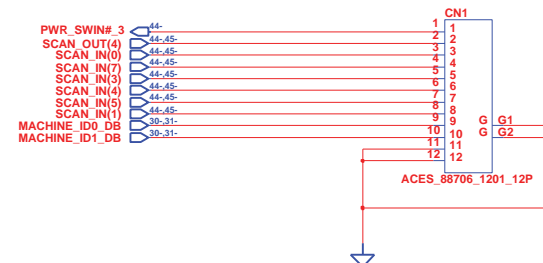 CN1
PWR_SWIN#_3 44- 1 1
SCAN_OUT(4) 44-,45- 2 2
SCAN_IN(0) 44-,45- 3 3
SCAN_IN(7) 44-,45- 4 4
SCAN_IN(3) 44-,45- 5 5
SCAN_IN(4) 44-,45- 6 6
SCAN_IN(5) 44-,45- 7 7
SCAN_IN(1) 44-,45- 8 8
MACHINE_ID0_DB 30-,31- 9 9 G G1
MACHINE_ID1_DB 30-,31- 10 10 G G2
11 11
12 12
ACES_88706_1201_12P